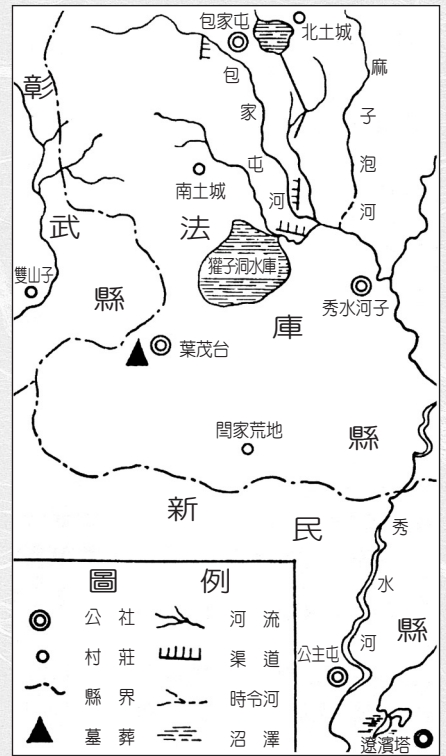 包家屯
北土城
彰武縣
包家屯河
麻子泡河
南土城
法庫縣
獾子洞水庫
雙山子
秀水河子
葉茂台
閆家荒地
新民縣
秀水河
公主屯
遼濱塔
圖例
公社
河流
村莊
渠道
縣界
時令河
墓葬
沼澤